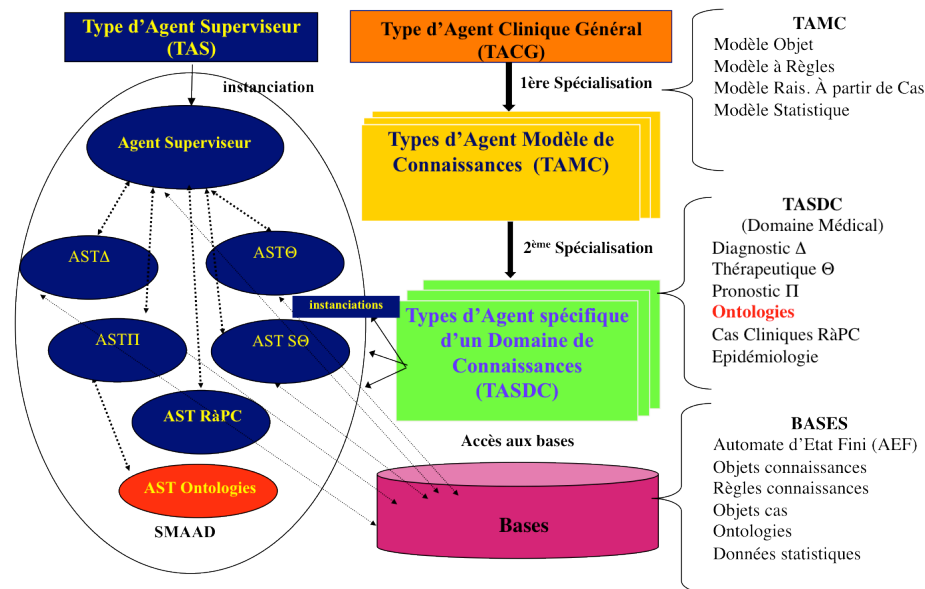 Type d'Agent Superviseur
(TAS)
instanciation
Agent Superviseur
ASTΔ
ASTΘ
ASTΠ
AST SΘ
AST RàPC
AST Ontologies
SMAAD
Type d'Agent Clinique Général
(TACG)
1ère Spécialisation
Types d'Agent Modèle de
Connaissances (TAMC)
2ème Spécialisation
instanciations
Types d'Agent spécifique
d'un Domaine de
Connaissances
(TASDC)
Accès aux bases
Bases
TAMC
Modèle Objet
Modèle à Règles
Modèle Rais. À partir de Cas
Modèle Statistique
TASDC
(Domaine Médical)
Diagnostic Δ
Thérapeutique Θ
Pronostic Π
Ontologies
Cas Cliniques RàPC
Epidémiologie
BASES
Automate d'Etat Fini (AEF)
Objets connaissances
Règles connaissances
Objets cas
Ontologies
Données statistiques